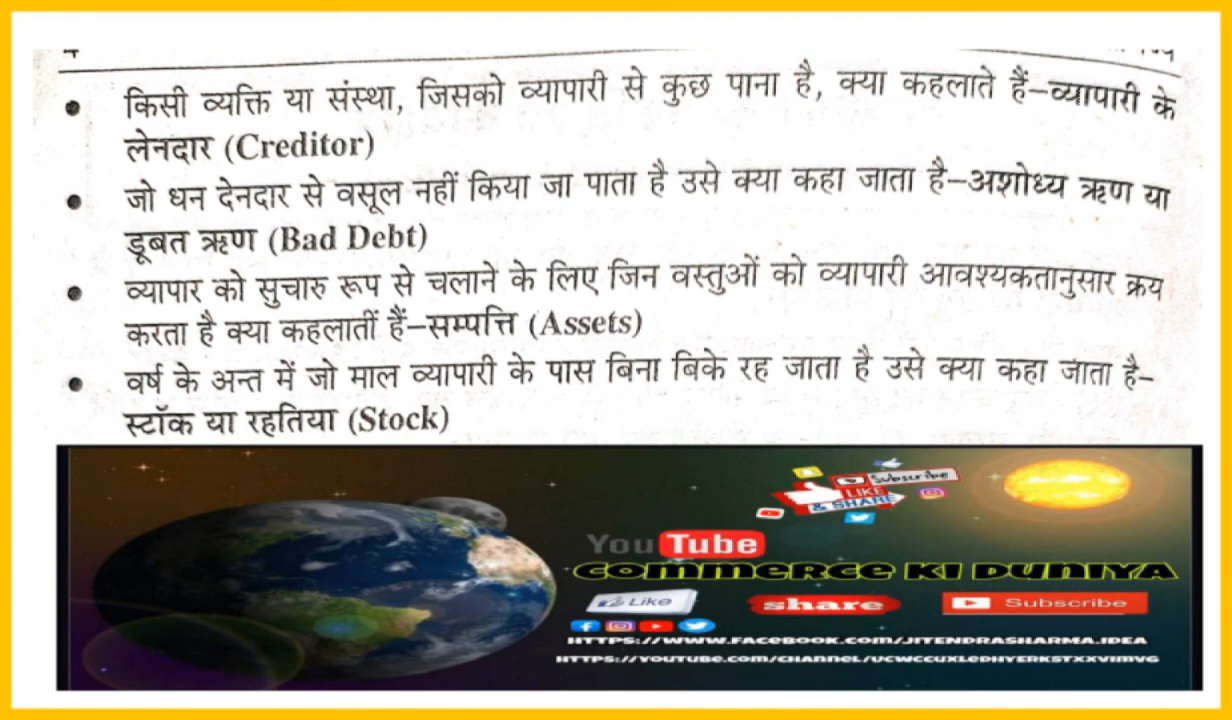 • किसी व्यक्ति या संस्था, जिसको व्यापारी से कुछ पाना है, क्या कहलाते हैं–व्यापारी के
लेनदार (Creditor)
• जो धन देनदार से वसूल नहीं किया जा पाता है उसे क्या कहा जाता है–अशोध्य ऋण या
डूबत ऋण (Bad Debt)
• व्यापार को सुचारु रूप से चलाने के लिए जिन वस्तुओं को व्यापारी आवश्यकतानुसार क्रय
करता है क्या कहलातीं हैं–सम्पत्ति (Assets)
• वर्ष के अन्त में जो माल व्यापारी के पास बिना बिके रह जाता है उसे क्या कहा जाता है–
स्टॉक या रहतिया (Stock)
Subscribe
LIKE
& SHARE
YouTube
COMMERCE KI DUNIYA
Like share Subscribe
HTTPS://WWW.FACEBOOK.COM/JITENDRASHARMA.IDEA